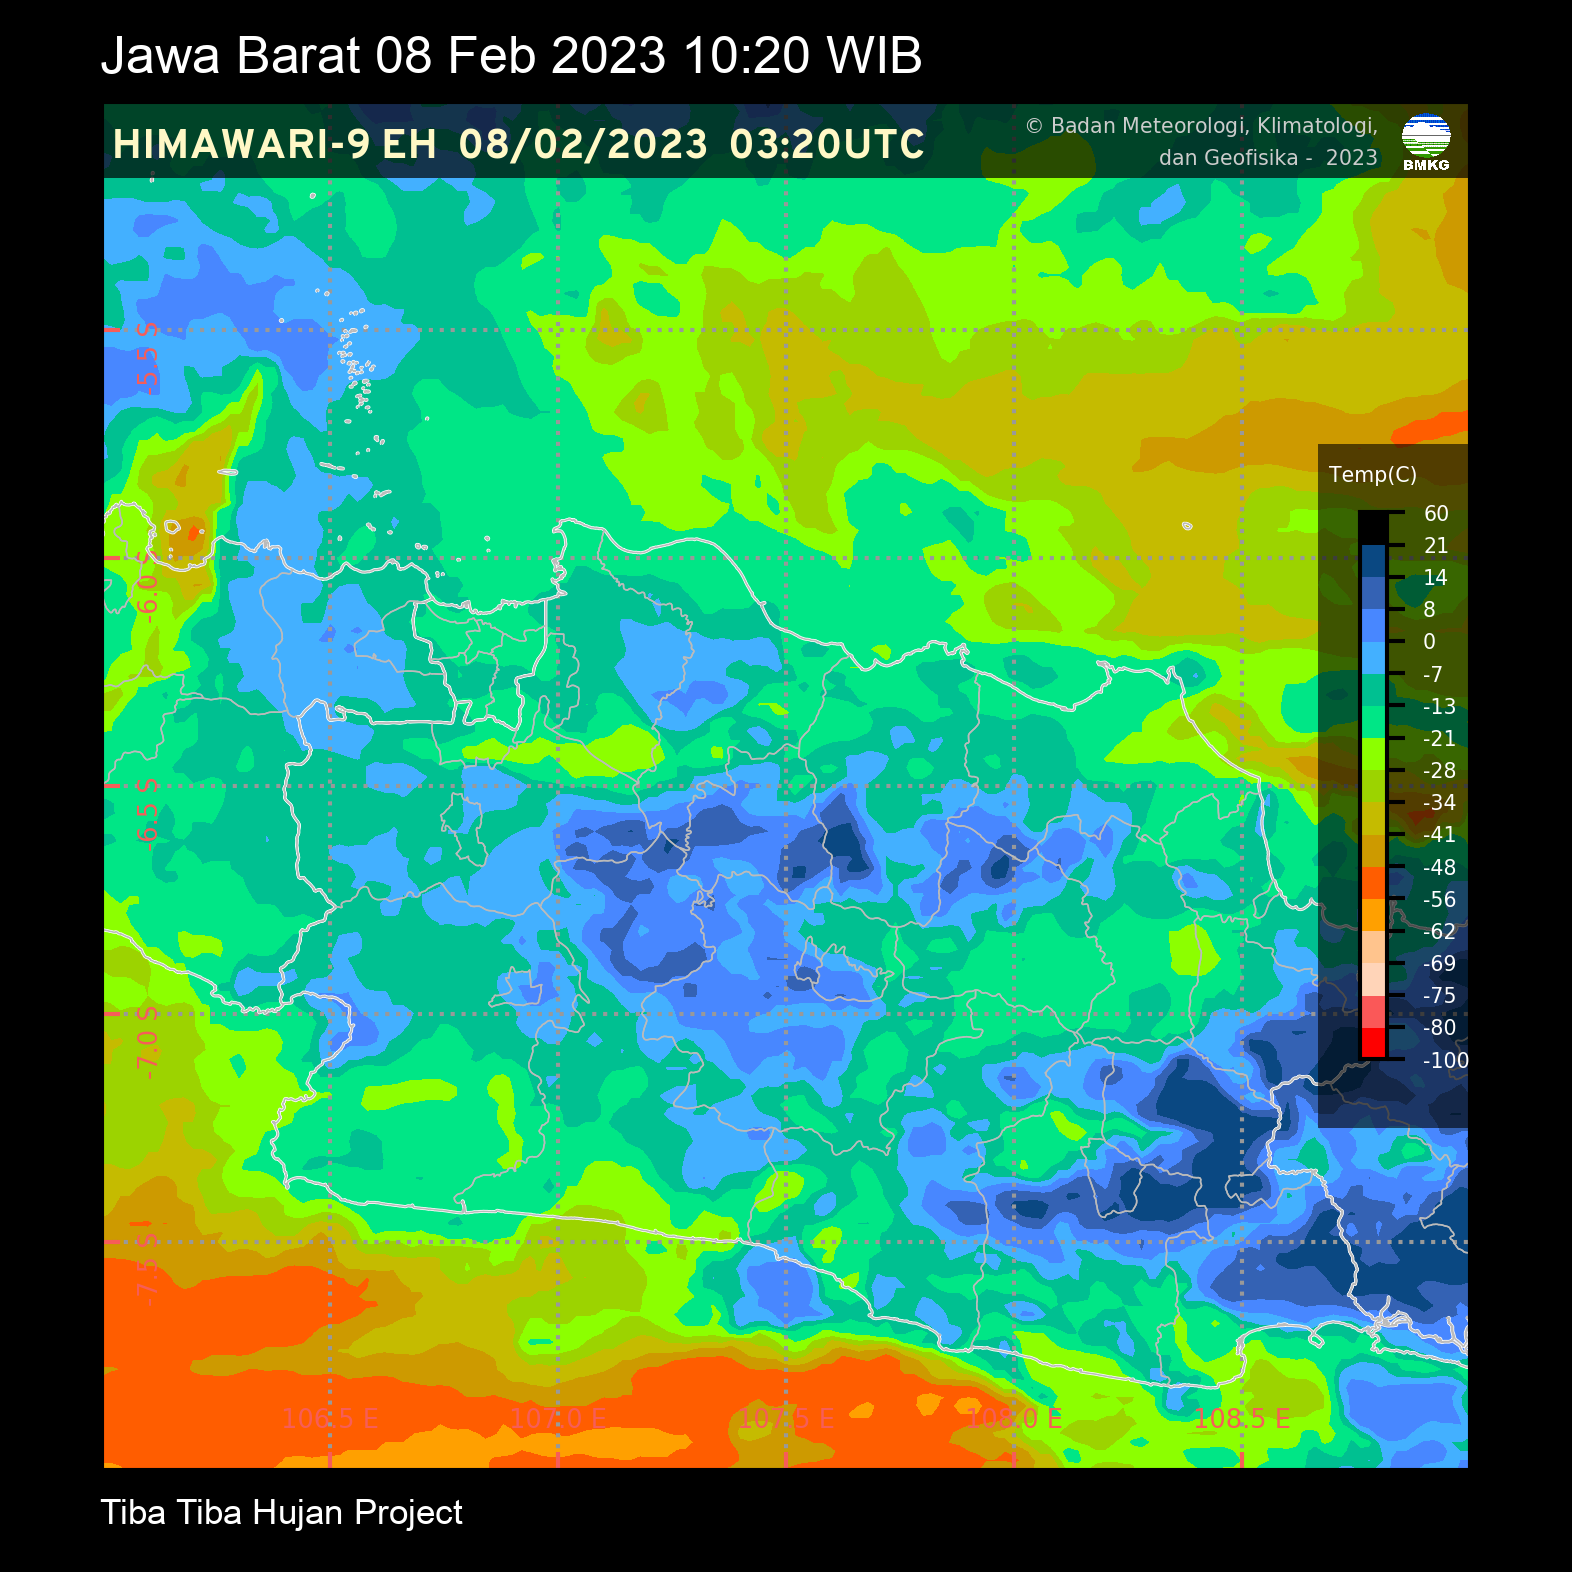 Jawa Barat 08 Feb 2023 10:20 WIB
HIMAWARI-9 EH 08/02/2023 03:20UTC
© Badan Meteorologi, Klimatologi,
dan Geofisika - 2023
BMKG
-5.5 S
-6.0 S
-6.5 S
-7.0 S
-7.5 S
Temp(C)
60
21
14
8
0
-7
-13
-21
-28
-34
-41
-48
-56
-62
-69
-75
-80
-100
106.5 E
107.0 E
107.5 E
108.0 E
108.5 E
Tiba Tiba Hujan Project